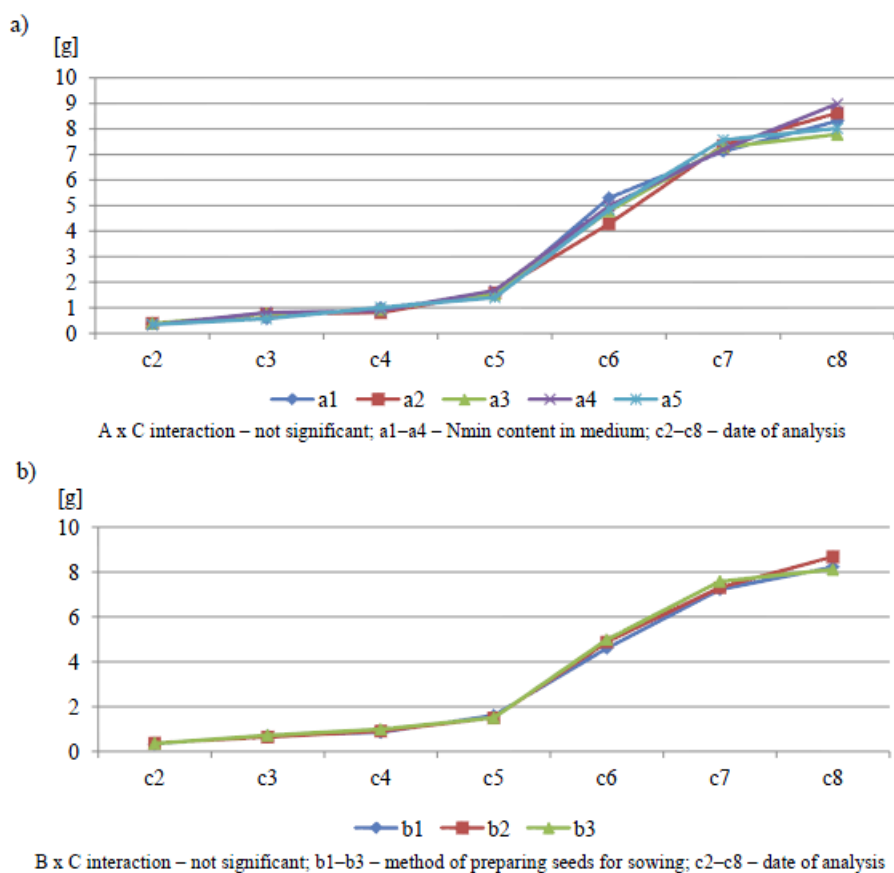 a)
[g]
10
9
8
7
6
5
4
3
2
1
0
c2 c3 c4 c5 c6 c7 c8
a1 a2 a3 a4 a5
A x C interaction – not significant; a1–a4 – Nmin content in medium; c2–c8 – date of analysis
b)
[g]
10
8
6
4
2
0
c2 c3 c4 c5 c6 c7 c8
b1 b2 b3
B x C interaction – not significant; b1–b3 – method of preparing seeds for sowing; c2–c8 – date of analysis